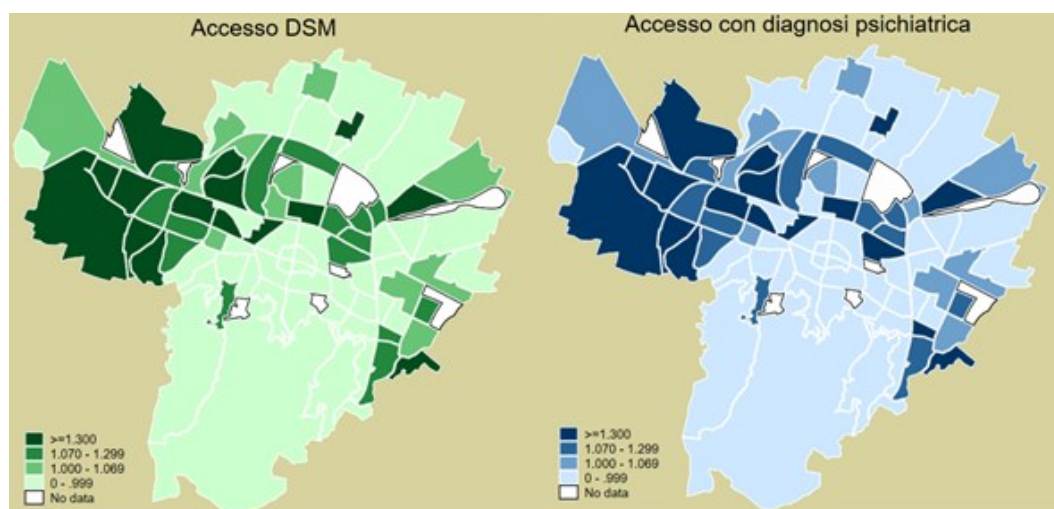 Accesso DSM
>=1.300
1.070 - 1.299
1.000 - 1.069
0 - .999
No data
Accesso con diagnosi psichiatrica
>=1.300
1.070 - 1.299
1.000 - 1.069
0 - .999
No data